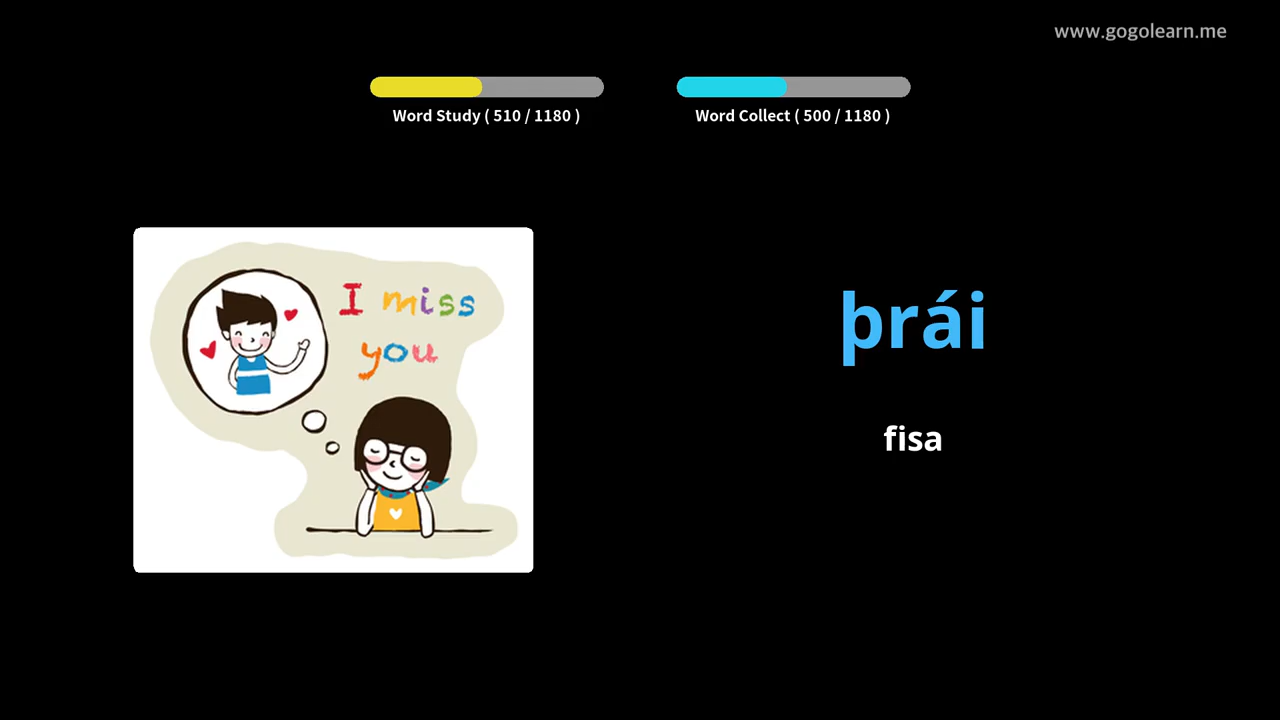 www.gogolearn.me
Word Study ( 510 / 1180 )
Word Collect ( 500 / 1180 )
I miss
you
þrái
fisa